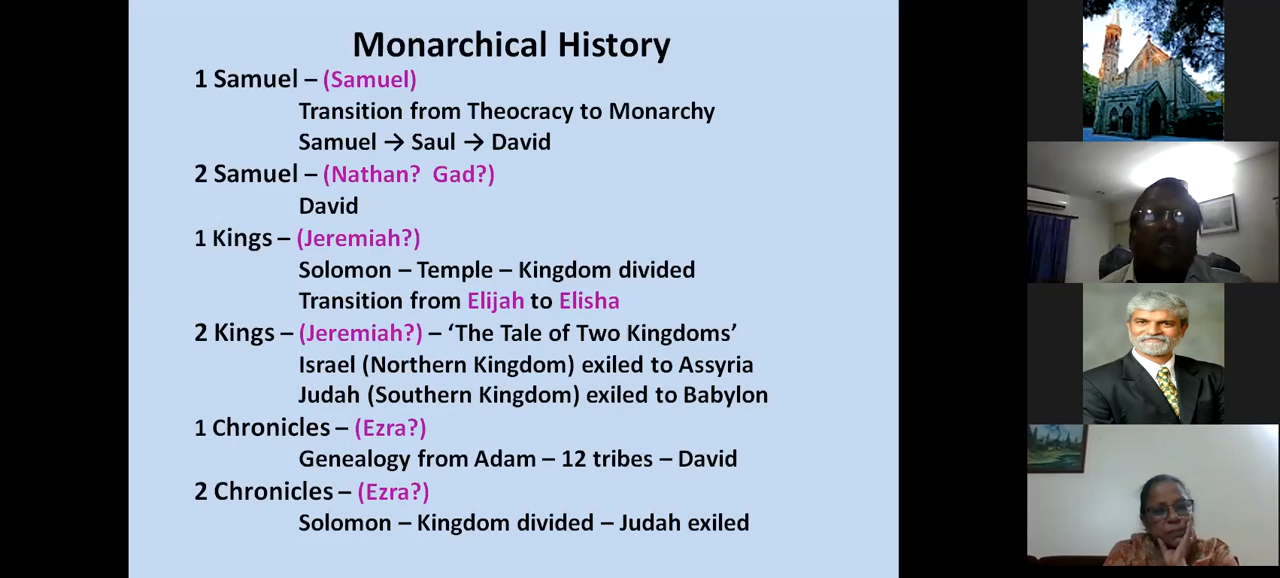 Monarchical History
1 Samuel – (Samuel)
Transition from Theocracy to Monarchy
Samuel → Saul → David
2 Samuel – (Nathan?  Gad?)
David
1 Kings – (Jeremiah?)
Solomon – Temple – Kingdom divided
Transition from Elijah to Elisha
2 Kings – (Jeremiah?) – ‘The Tale of Two Kingdoms’
Israel (Northern Kingdom) exiled to Assyria
Judah (Southern Kingdom) exiled to Babylon
1 Chronicles – (Ezra?)
Genealogy from Adam – 12 tribes – David
2 Chronicles – (Ezra?)
Solomon – Kingdom divided – Judah exiled